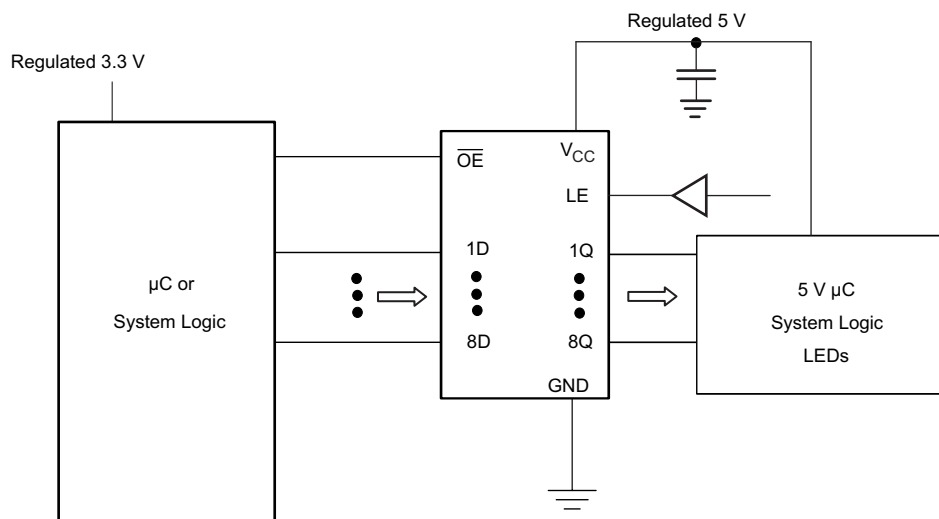 Regulated 5 V
Regulated 3.3 V
OE
VCC
LE
1D
1Q
µC or
System Logic
5 V µC
System Logic
LEDs
8D
8Q
GND